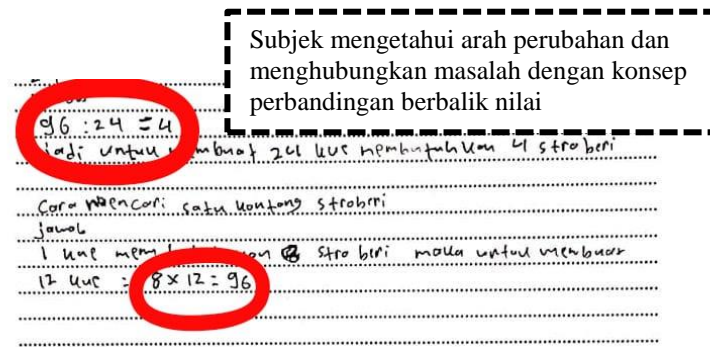 Subjek mengetahui arah perubahan dan
menghubungkan masalah dengan konsep
perbandingan berbalik nilai
96 : 24 = 4
Jadi untuk membuat 24 kue membutuhkan 4 stroberi
Cara mencari satu kantong stroberi
jawab
1 kue stroberi maka untuk membuat
12 kue = 8 x 12 = 96